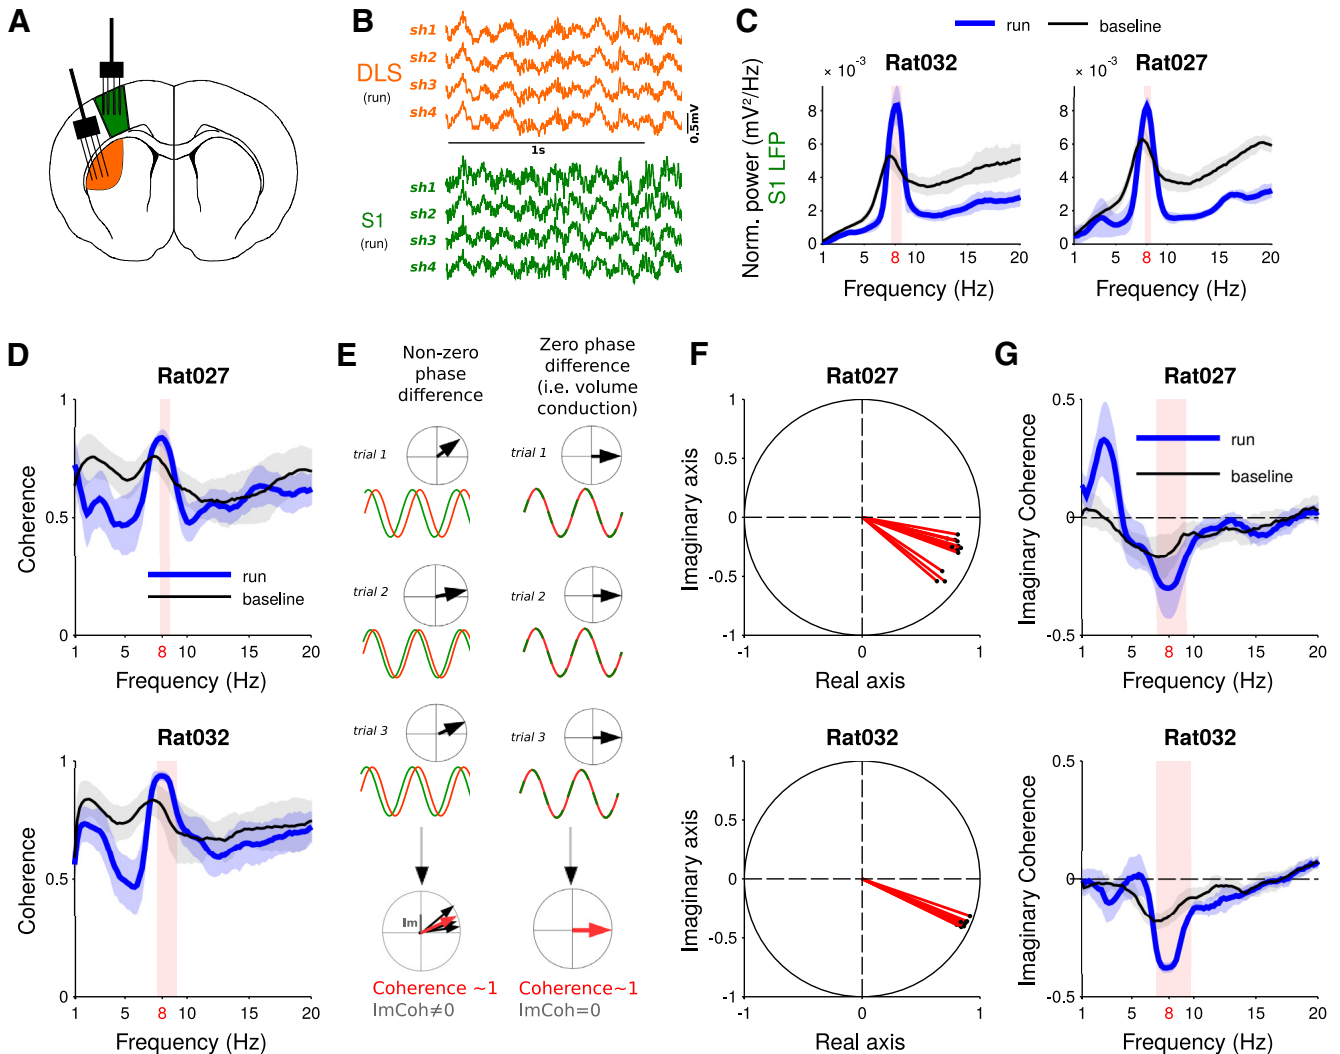 A
B
sh1
sh2
DLS
(run)
sh3
sh4
0.5mV
1s
sh1
sh2
S1
(run)
sh3
sh4
C
run
baseline
Rat032
Rat027
× 10⁻³
× 10⁻³
Norm. power (mV²/Hz)
S1 LFP
8
6
4
2
1 5 8 10 15 20
Frequency (Hz)
8
6
4
2
0
1 5 8 10 15 20
Frequency (Hz)
D
Rat027
Coherence
1
0.5
0
run
baseline
1 5 8 10 15 20
Frequency (Hz)
Rat032
Coherence
1
0.5
0
1 5 8 10 15 20
Frequency (Hz)
E
Non-zero
phase
difference
Zero phase
difference
(i.e. volume
conduction)
trial 1
trial 1
trial 2
trial 2
trial 3
trial 3
Im
Coherence ~1
ImCoh≠0
Coherence~1
ImCoh=0
F
Rat027
Imaginary axis
1
0.5
0
-0.5
-1
-1 0 1
Real axis
Rat032
Imaginary axis
1
0.5
0
-0.5
-1
-1 0 1
Real axis
G
Rat027
Imaginary Coherence
0.5
0
-0.5
run
baseline
1 5 8 10 15 20
Frequency (Hz)
Rat032
Imaginary Coherence
0.5
0
-0.5
1 5 8 10 15 20
Frequency (Hz)